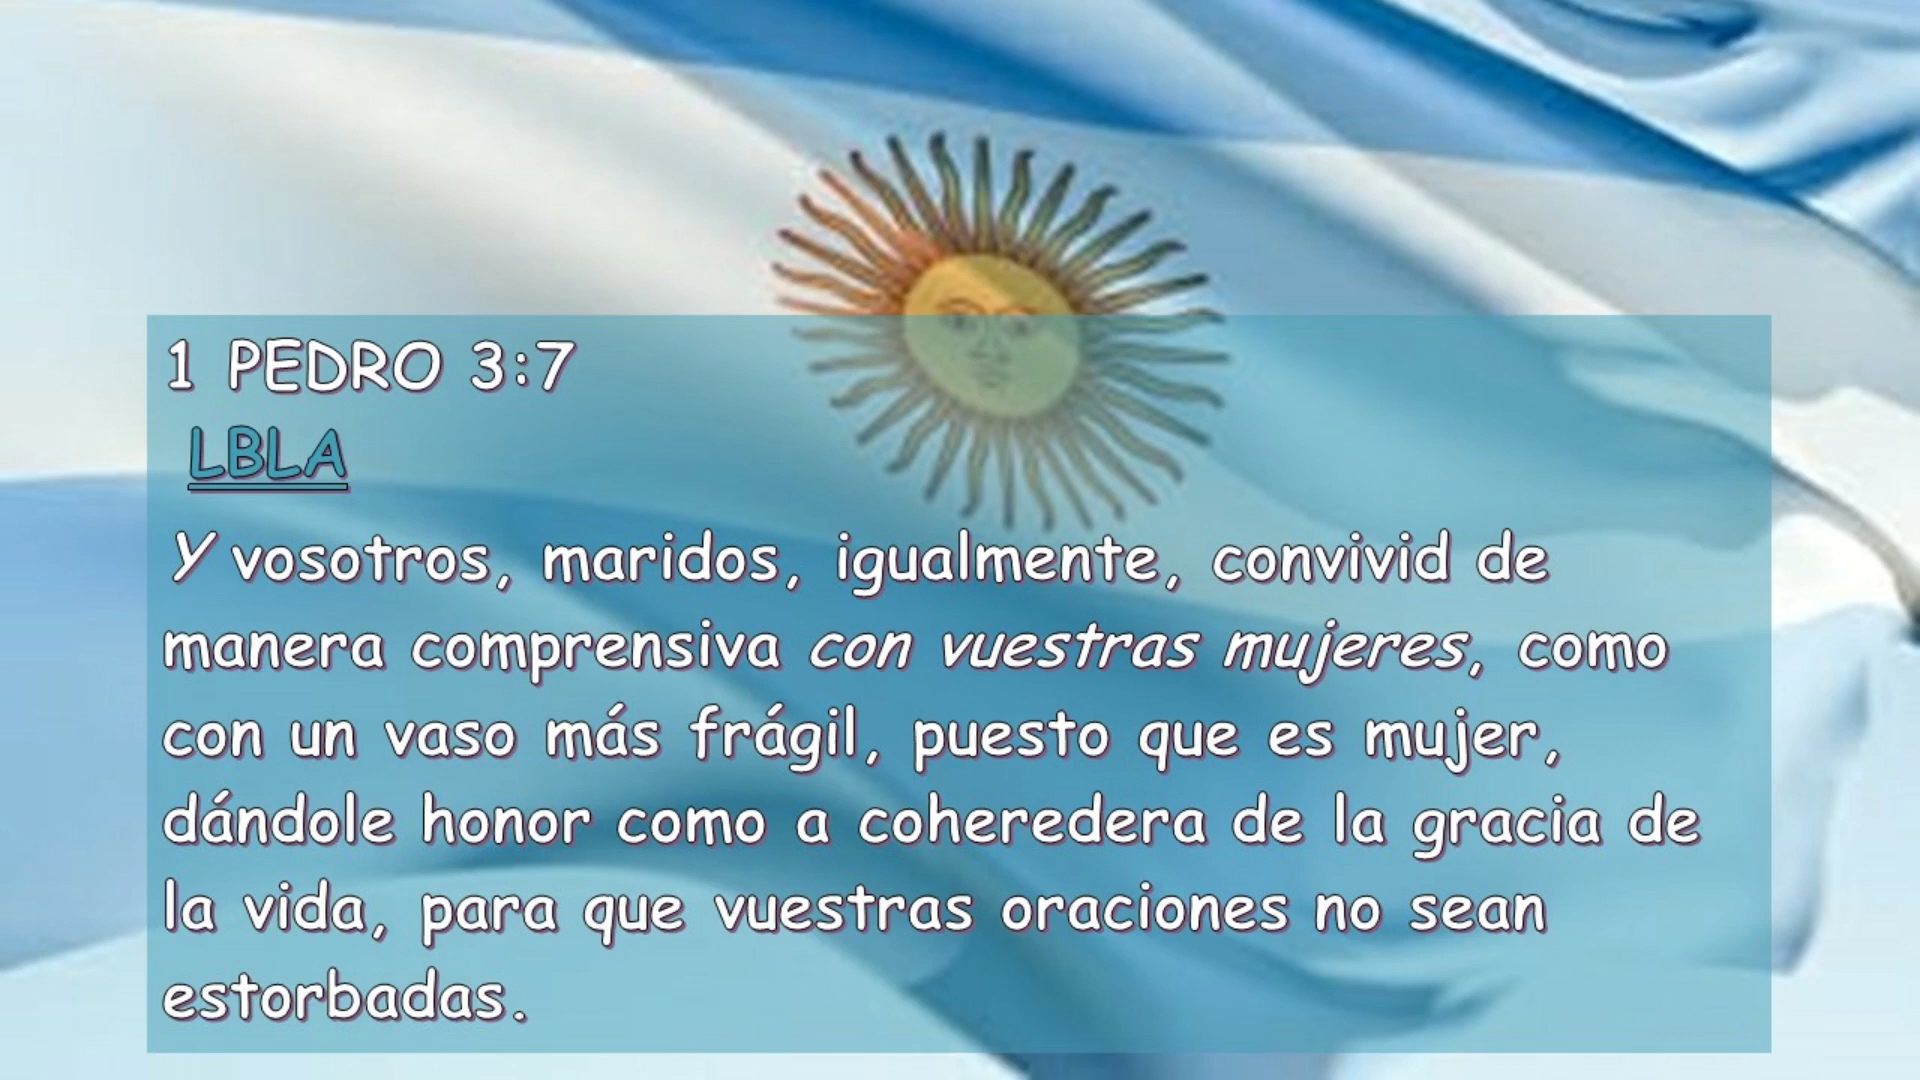 1 PEDRO 3:7
LBLA
Y vosotros, maridos, igualmente, convivid de
manera comprensiva con vuestras mujeres, como
con un vaso más frágil, puesto que es mujer,
dándole honor como a coheredera de la gracia de
la vida, para que vuestras oraciones no sean
estorbadas.